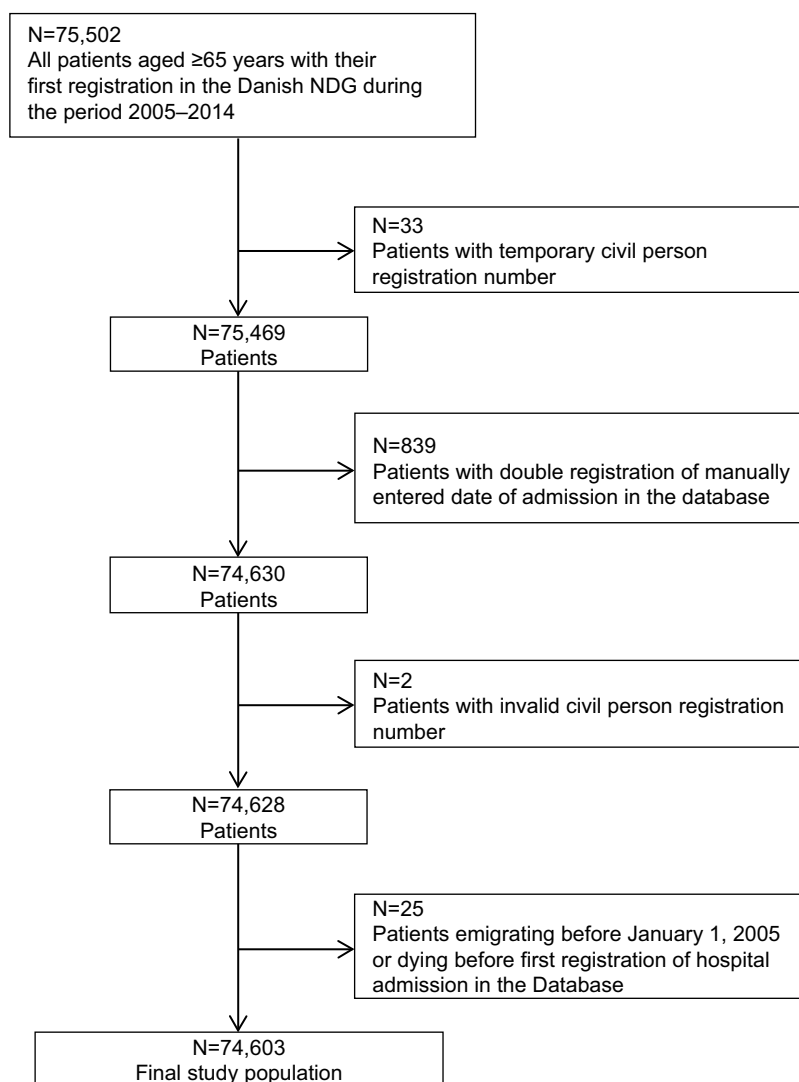 N=75,502
All patients aged ≥65 years with their
first registration in the Danish NDG during
the period 2005–2014
N=33
Patients with temporary civil person
registration number
N=75,469
Patients
N=839
Patients with double registration of manually
entered date of admission in the database
N=74,630
Patients
N=2
Patients with invalid civil person registration
number
N=74,628
Patients
N=25
Patients emigrating before January 1, 2005
or dying before first registration of hospital
admission in the Database
N=74,603
Final study population